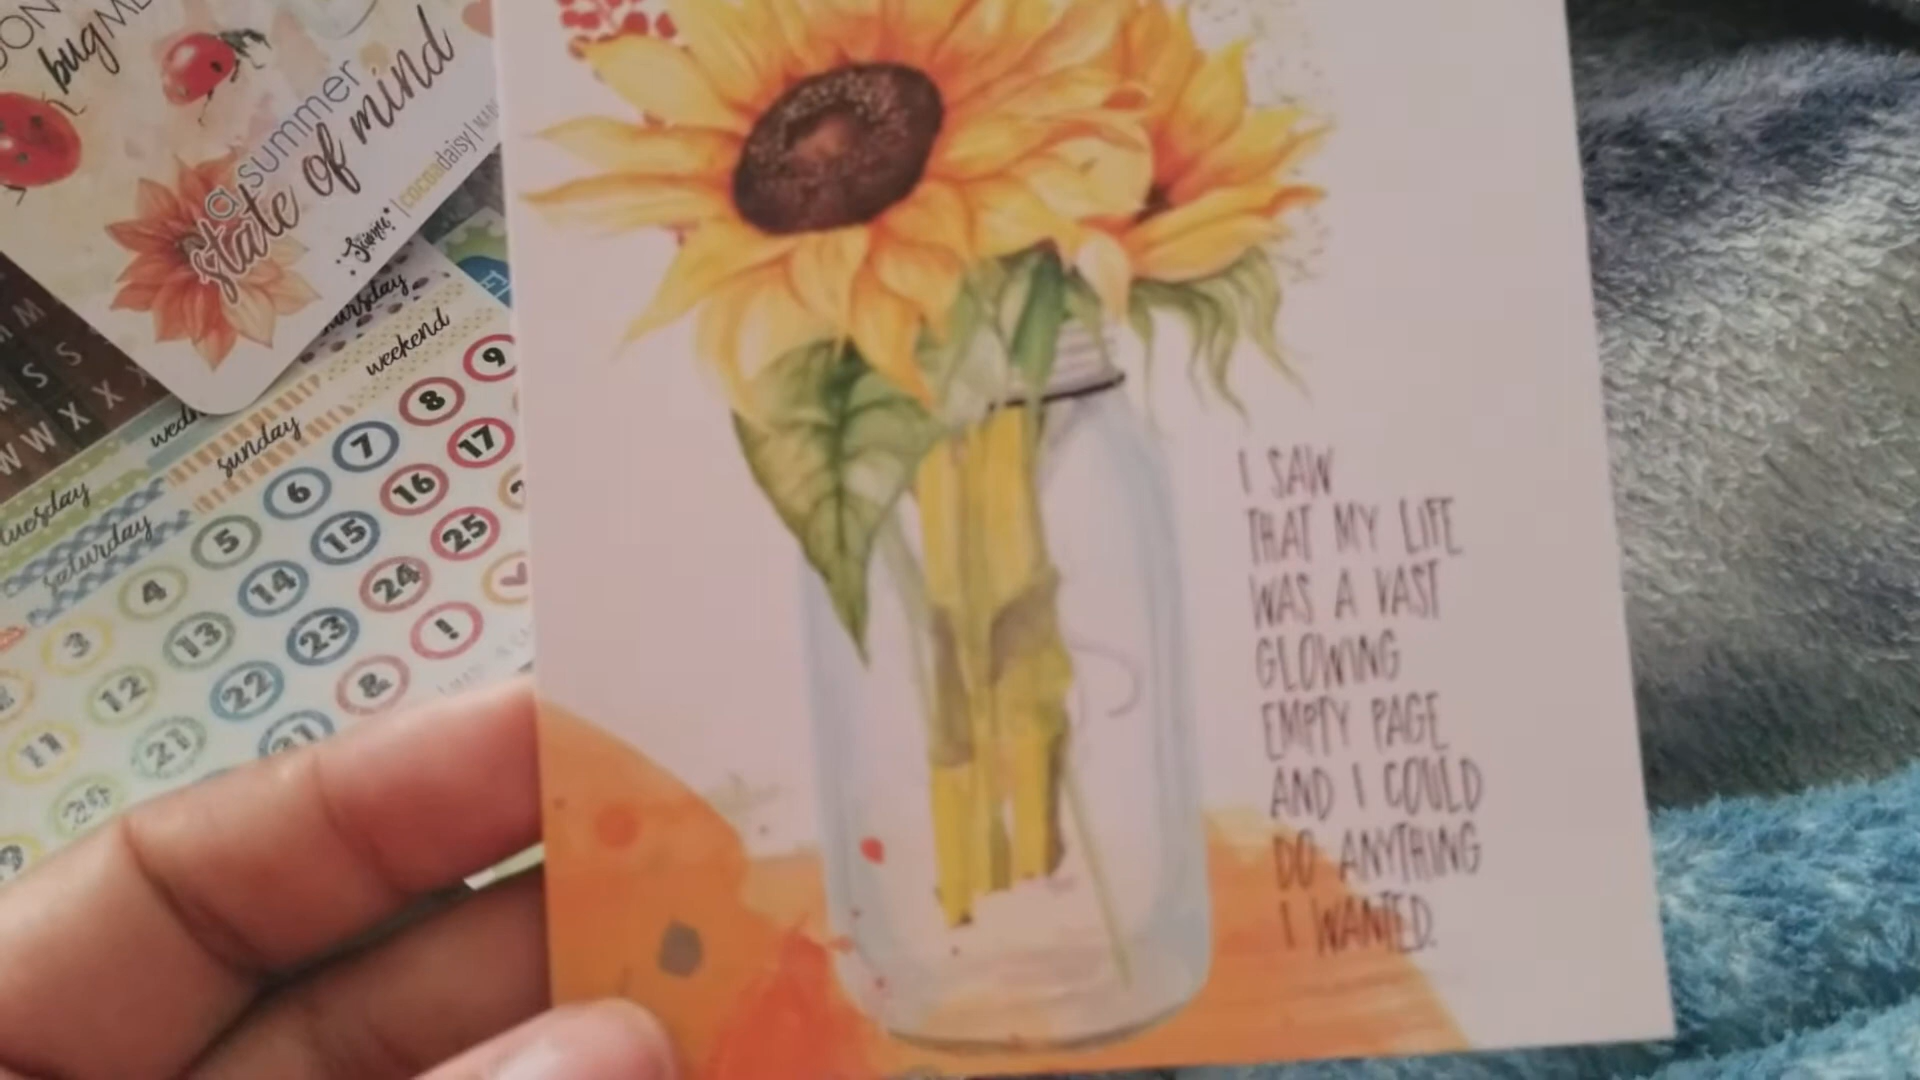 bugME
a summer
state of mind
cocoadaisy
weekend
sunday
tuesday
saturday
9
8
7
17
6
16
5
15
25
4
14
24
3
13
23
!
12
22
&
11
21
31
I SAW
THAT MY LIFE
WAS A VAST
GLOWING
EMPTY PAGE
AND I COULD
DO ANYTHING
I WANTED.